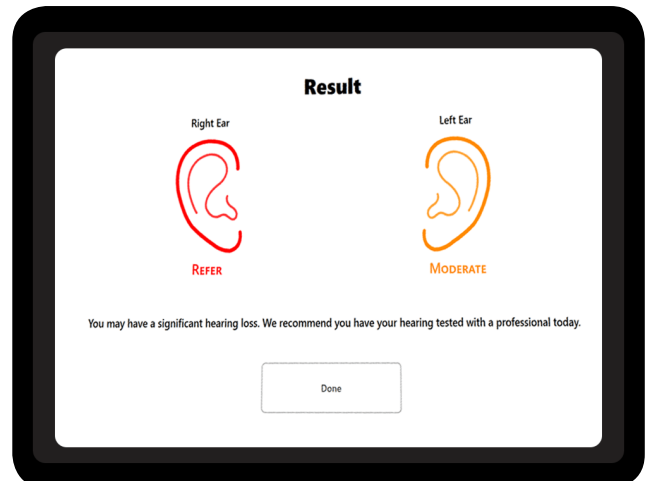 Result
Right Ear
Left Ear
REFER
MODERATE
You may have a significant hearing loss. We recommend you have your hearing tested with a professional today.
Done